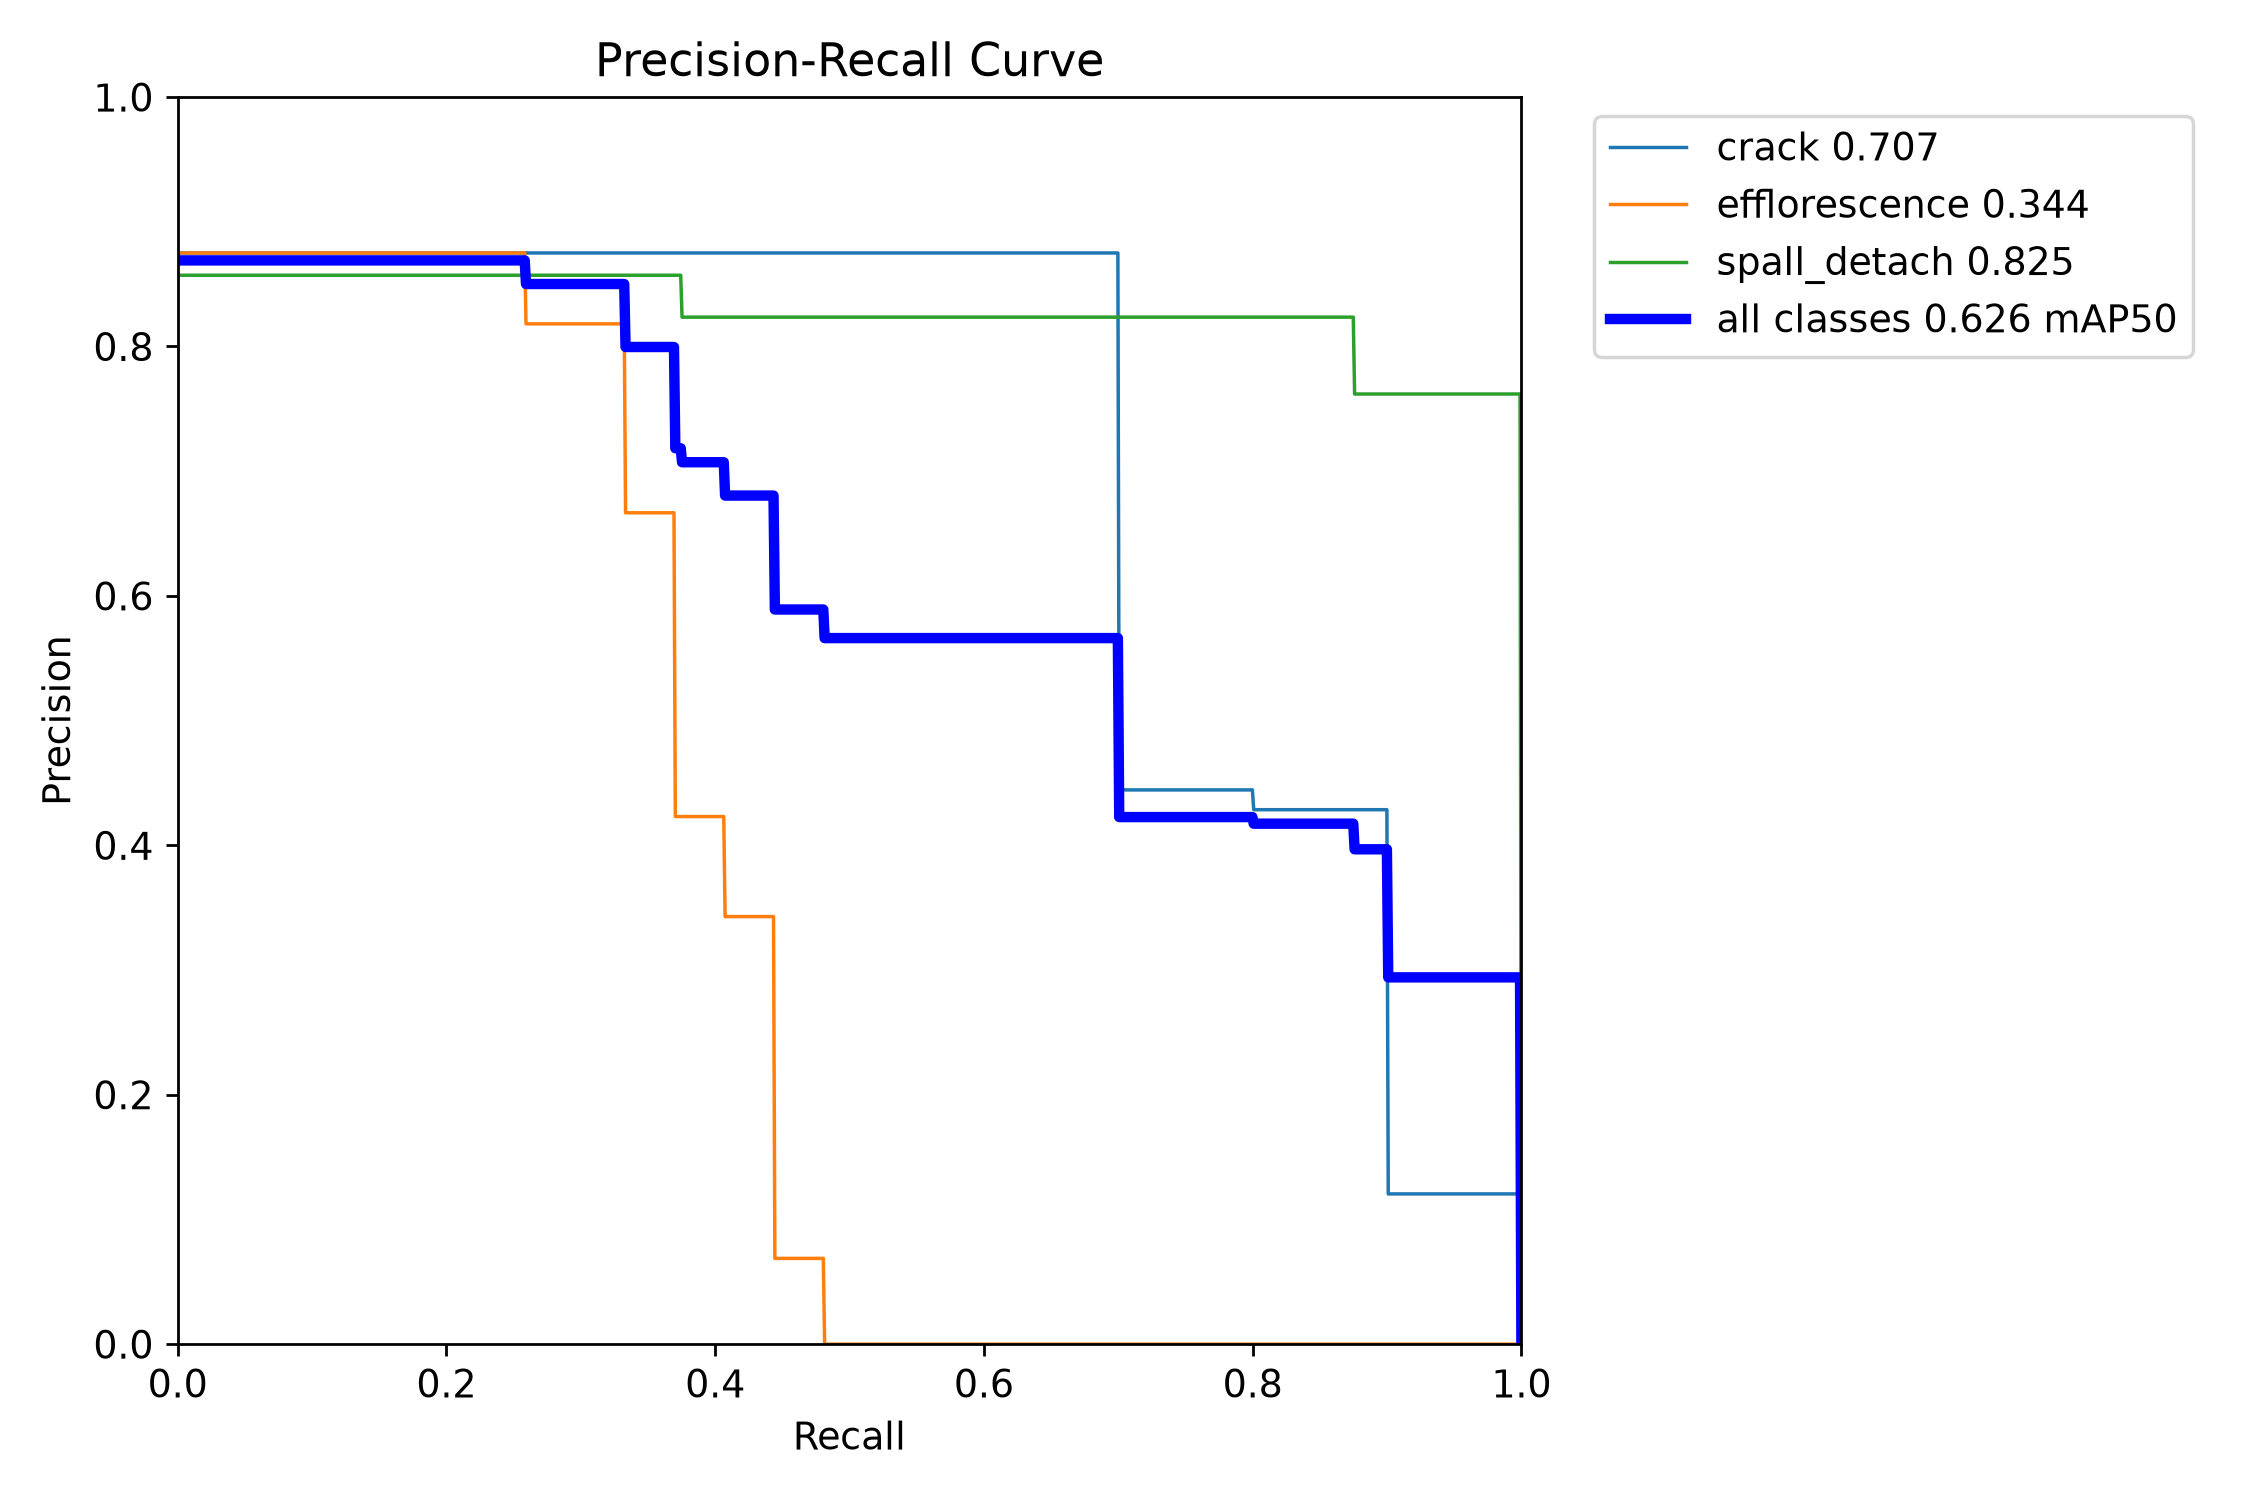 Precision-Recall Curve
1.0
0.8
0.6
0.4
0.2
0.0
Precision
0.0 0.2 0.4 0.6 0.8 1.0
Recall
crack 0.707
efflorescence 0.344
spall_detach 0.825
all classes 0.626 mAP50